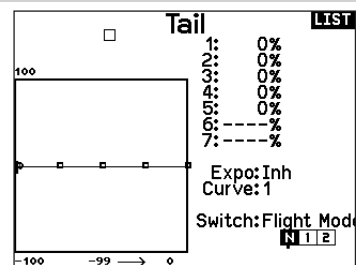 Tail
LIST
1: 0%
2: 0%
3: 0%
4: 0%
5: 0%
6:----%
7:----%
100
Expo:Inh
Curve:1
Switch:Flight Mode
N 1 2
-100 -99 → 0